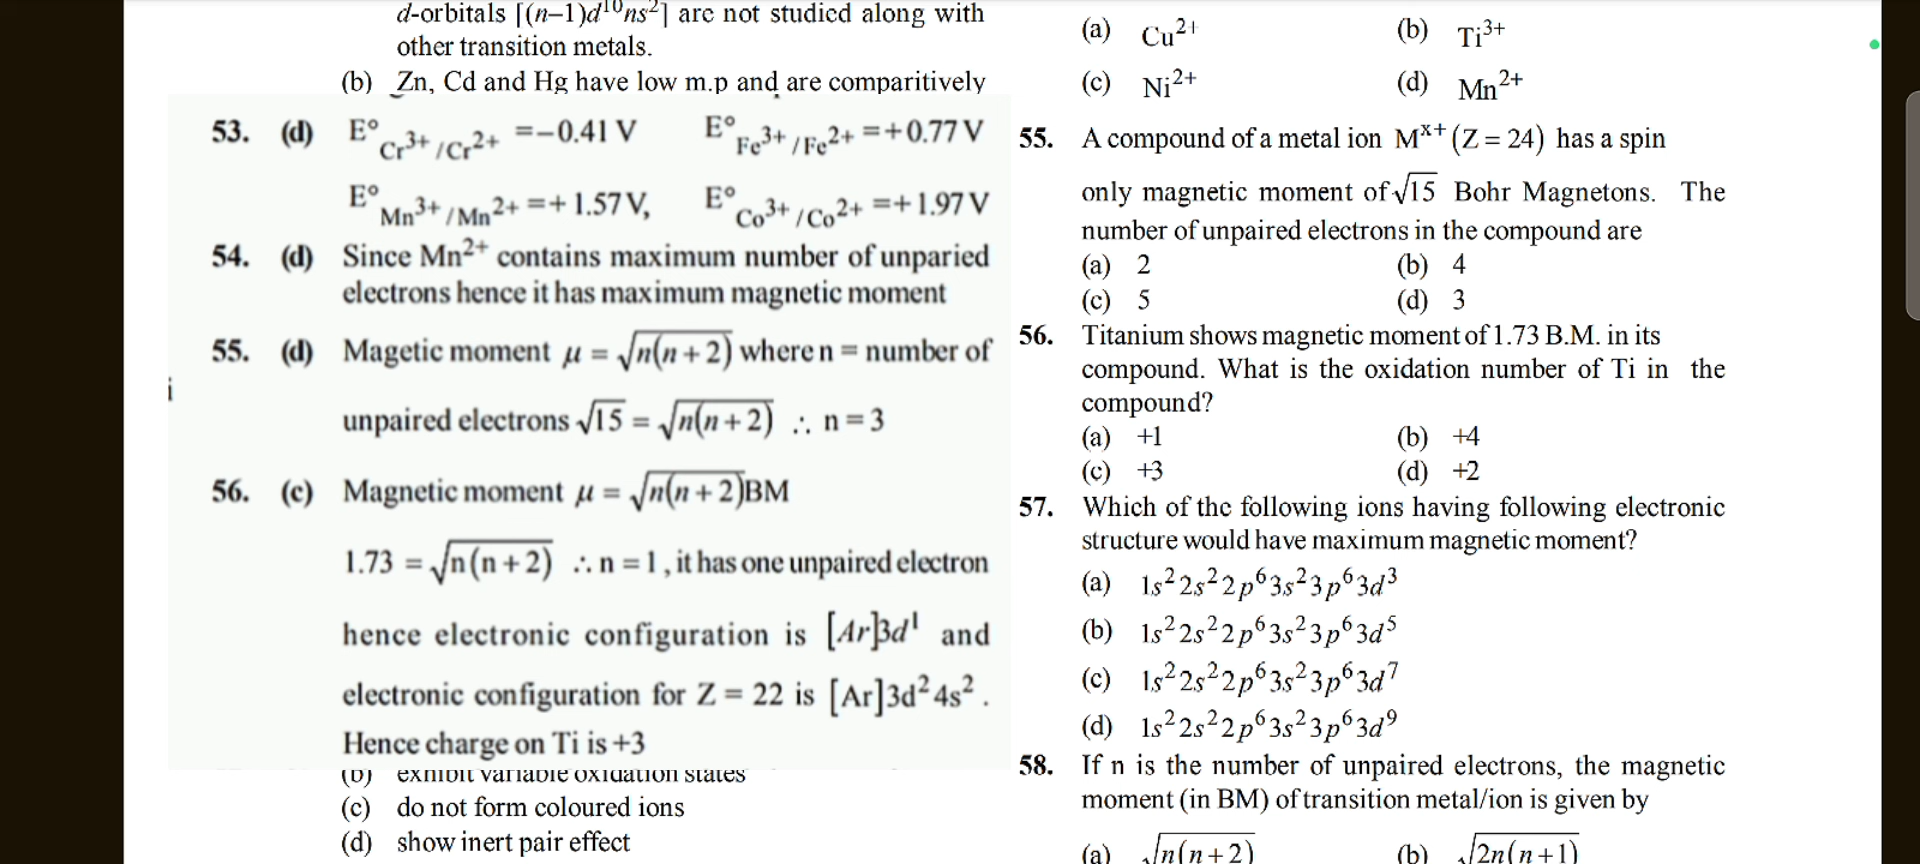 d-orbitals [(n–1)d¹⁰ns²] are not studied along with
other transition metals.
(b) Zn, Cd and Hg have low m.p and are comparitively
53. (d) E°Cr³⁺/Cr²⁺ =–0.41 V E°Fe³⁺/Fe²⁺ =+0.77 V
E°Mn³⁺/Mn²⁺ =+1.57 V, E°Co³⁺/Co²⁺ =+1.97 V
54. (d) Since Mn²⁺ contains maximum number of unparied
electrons hence it has maximum magnetic moment
55. (d) Magetic moment μ = √n(n+2) where n = number of
i
unpaired electrons √15 = √n(n+2) ∴ n = 3
56. (c) Magnetic moment μ = √n(n+2)BM
1.73 = √n(n+2) ∴ n = 1, it has one unpaired electron
hence electronic configuration is [Ar]3d¹ and
electronic configuration for Z = 22 is [Ar]3d²4s².
Hence charge on Ti is +3
(b) exhibit variable oxidation states
(c) do not form coloured ions
(d) show inert pair effect
(a) Cu²⁺ (b) Ti³⁺
(c) Ni²⁺ (d) Mn²⁺
55. A compound of a metal ion Mˣ⁺ (Z = 24) has a spin
only magnetic moment of √15 Bohr Magnetons. The
number of unpaired electrons in the compound are
(a) 2 (b) 4
(c) 5 (d) 3
56. Titanium shows magnetic moment of 1.73 B.M. in its
compound. What is the oxidation number of Ti in the
compound?
(a) +1 (b) +4
(c) +3 (d) +2
57. Which of the following ions having following electronic
structure would have maximum magnetic moment?
(a) 1s²2s²2p⁶3s²3p⁶3d³
(b) 1s²2s²2p⁶3s²3p⁶3d⁵
(c) 1s²2s²2p⁶3s²3p⁶3d⁷
(d) 1s²2s²2p⁶3s²3p⁶3d⁹
58. If n is the number of unpaired electrons, the magnetic
moment (in BM) of transition metal/ion is given by
(a) √n(n+2) (b) √2n(n+1)